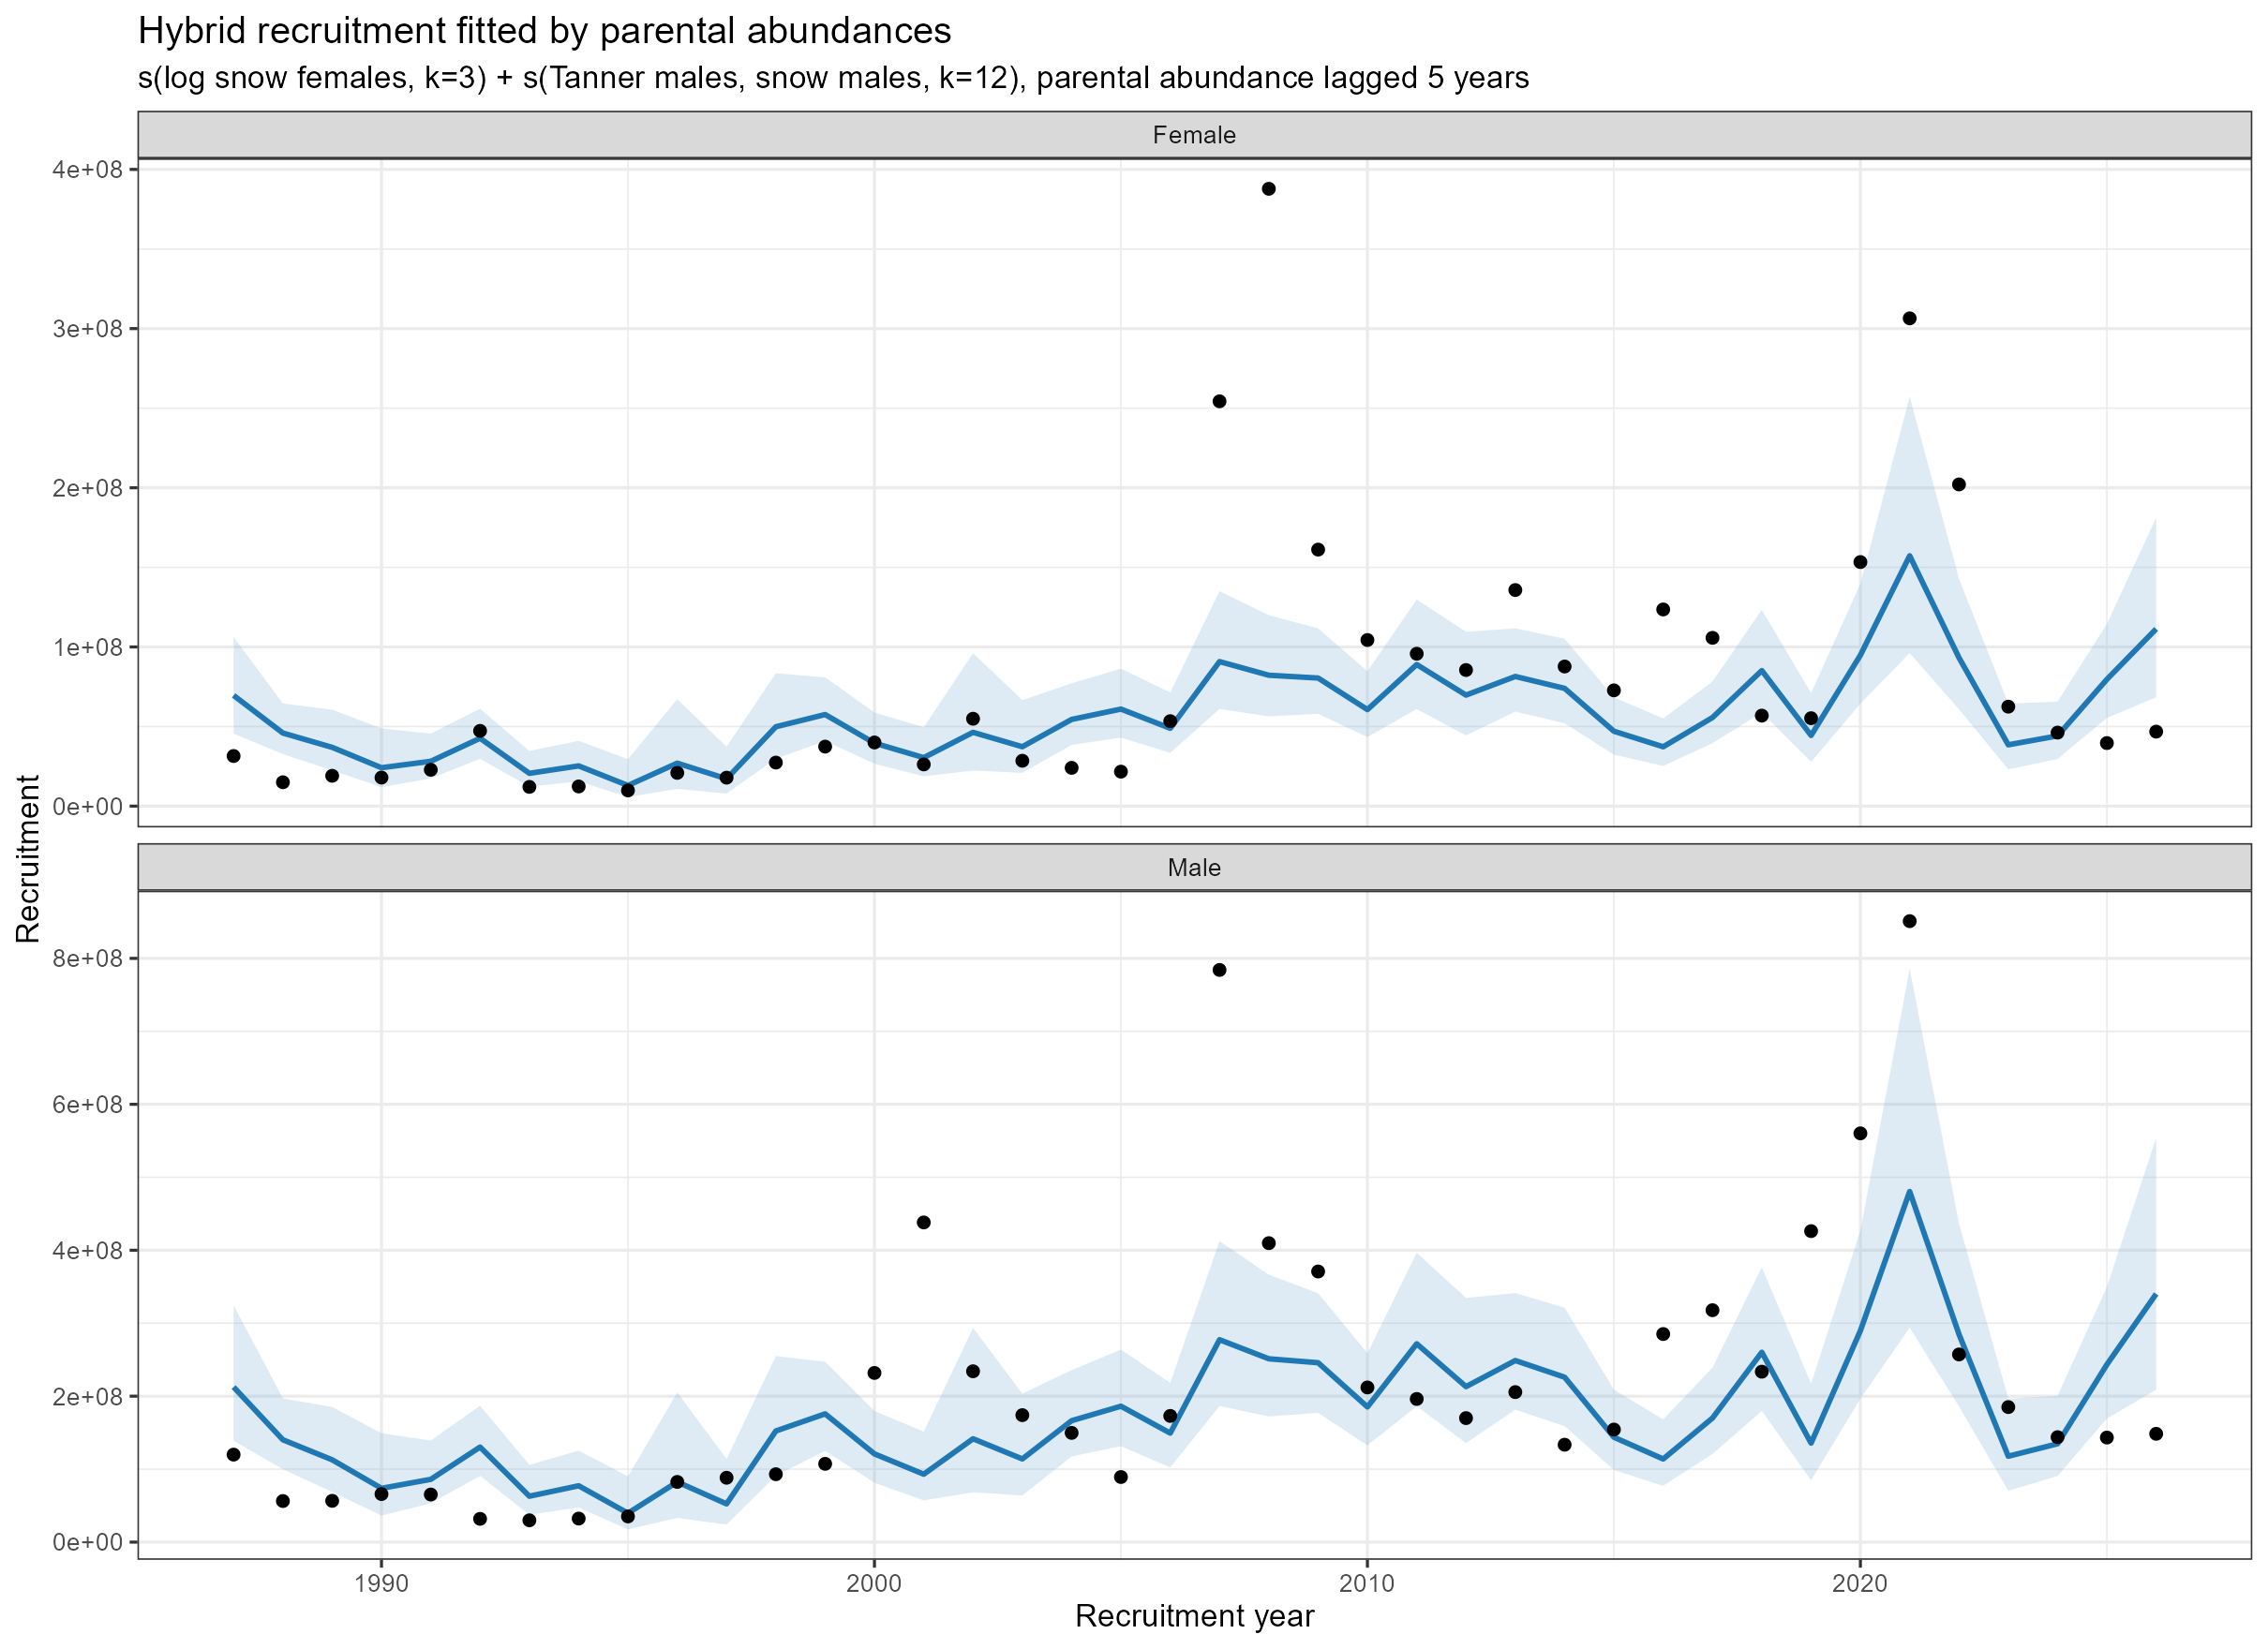 Hybrid recruitment fitted by parental abundances
s(log snow females, k=3) + s(Tanner males, snow males, k=12), parental abundance lagged 5 years
Female
4e+08
3e+08
2e+08
1e+08
0e+00
Recruitment
Male
8e+08
6e+08
4e+08
2e+08
0e+00
1990
2000
2010
2020
Recruitment year